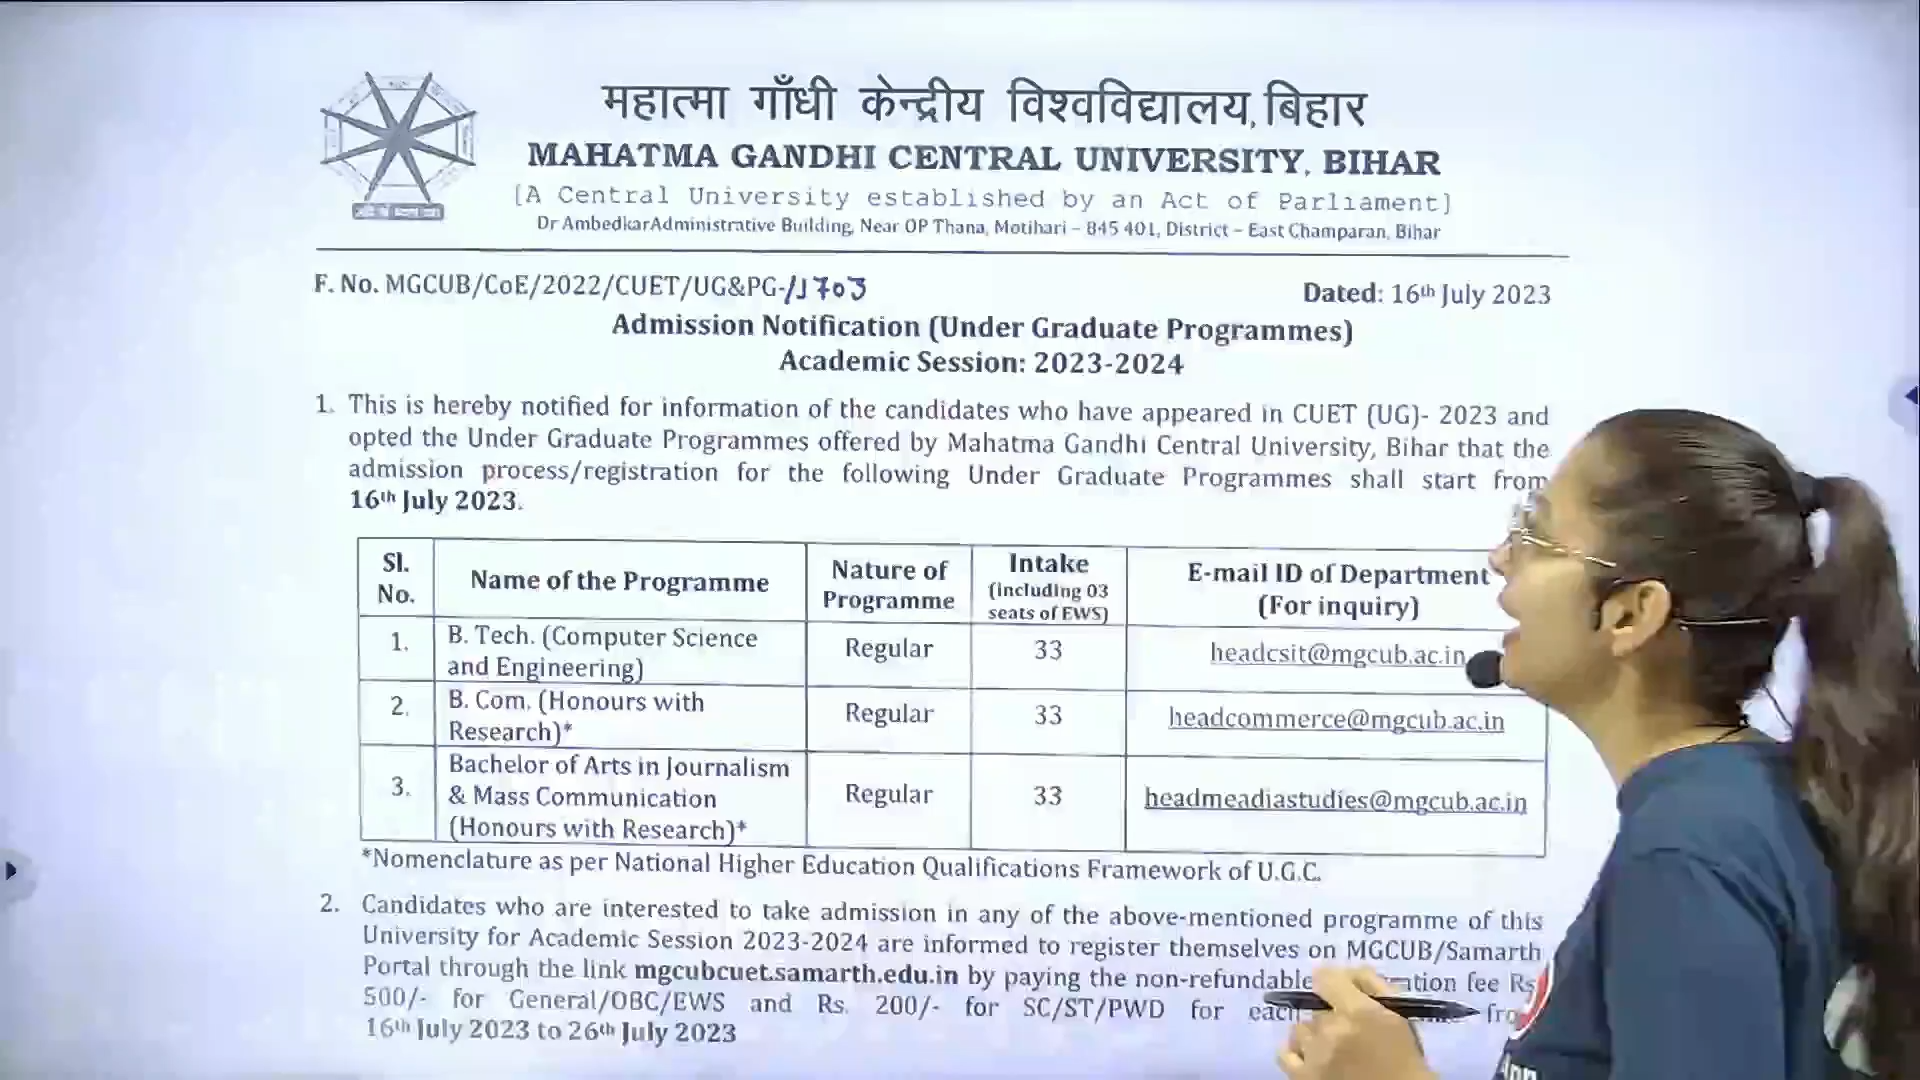 महात्मा गाँधी केन्द्रीय विश्वविद्यालय, बिहार
MAHATMA GANDHI CENTRAL UNIVERSITY, BIHAR
[A Central University established by an Act of Parliament]
Dr AmbedkarAdministrative Building, Near OP Thana, Motihari – 845 401, District – East Champaran, Bihar
F. No. MGCUB/CoE/2022/CUET/UG&PG-/1703 Dated: 16th July 2023
Admission Notification (Under Graduate Programmes)
Academic Session: 2023-2024
1. This is hereby notified for information of the candidates who have appeared in CUET (UG)- 2023 and
opted the Under Graduate Programmes offered by Mahatma Gandhi Central University, Bihar that the
admission process/registration for the following Under Graduate Programmes shall start from
16th July 2023.
Sl. No. Name of the Programme Nature of Programme Intake (including 03 seats of EWS) E-mail ID of Department (For inquiry)
1. B. Tech. (Computer Science and Engineering) Regular 33 headcsit@mgcub.ac.in
2. B. Com. (Honours with Research)* Regular 33 headcommerce@mgcub.ac.in
3. Bachelor of Arts in Journalism & Mass Communication (Honours with Research)* Regular 33 headmeadiastudies@mgcub.ac.in
*Nomenclature as per National Higher Education Qualifications Framework of U.G.C.
2. Candidates who are interested to take admission in any of the above-mentioned programme of this
University for Academic Session 2023-2024 are informed to register themselves on MGCUB/Samarth
Portal through the link mgcubcuet.samarth.edu.in by paying the non-refundable fee Rs
500/- for General/OBC/EWS and Rs. 200/- for SC/ST/PWD for each
16th July 2023 to 26th July 2023